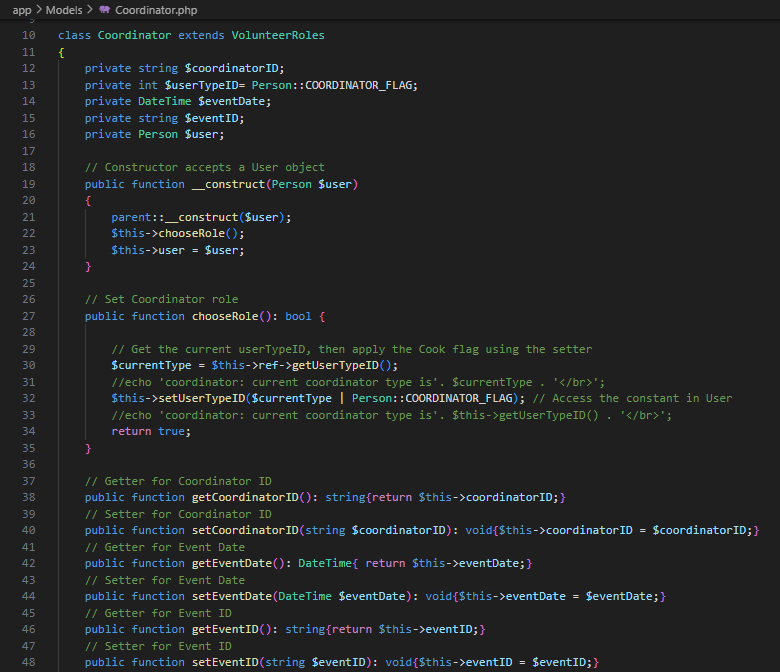 app > Models > Coordinator.php
9
10 class Coordinator extends VolunteerRoles
11 {
12     private string $coordinatorID;
13     private int $userTypeID= Person::COORDINATOR_FLAG;
14     private DateTime $eventDate;
15     private string $eventID;
16     private Person $user;
17
18     // Constructor accepts a User object
19     public function __construct(Person $user)
20     {
21         parent::__construct($user);
22         $this->chooseRole();
23         $this->user = $user;
24     }
25
26     // Set Coordinator role
27     public function chooseRole(): bool {
28
29         // Get the current userTypeID, then apply the Cook flag using the setter
30         $currentType = $this->ref->getUserTypeID();
31         //echo 'coordinator: current coordinator type is'. $currentType . '</br>';
32         $this->setUserTypeID($currentType | Person::COORDINATOR_FLAG); // Access the constant in User
33         //echo 'coordinator: current coordinator type is'. $this->getUserTypeID() . '</br>';
34         return true;
35     }
36
37     // Getter for Coordinator ID
38     public function getCoordinatorID(): string{return $this->coordinatorID;}
39     // Setter for Coordinator ID
40     public function setCoordinatorID(string $coordinatorID): void{$this->coordinatorID = $coordinatorID;}
41     // Getter for Event Date
42     public function getEventDate(): DateTime{ return $this->eventDate;}
43     // Setter for Event Date
44     public function setEventDate(DateTime $eventDate): void{$this->eventDate = $eventDate;}
45     // Getter for Event ID
46     public function getEventID(): string{return $this->eventID;}
47     // Setter for Event ID
48     public function setEventID(string $eventID): void{$this->eventID = $eventID;}